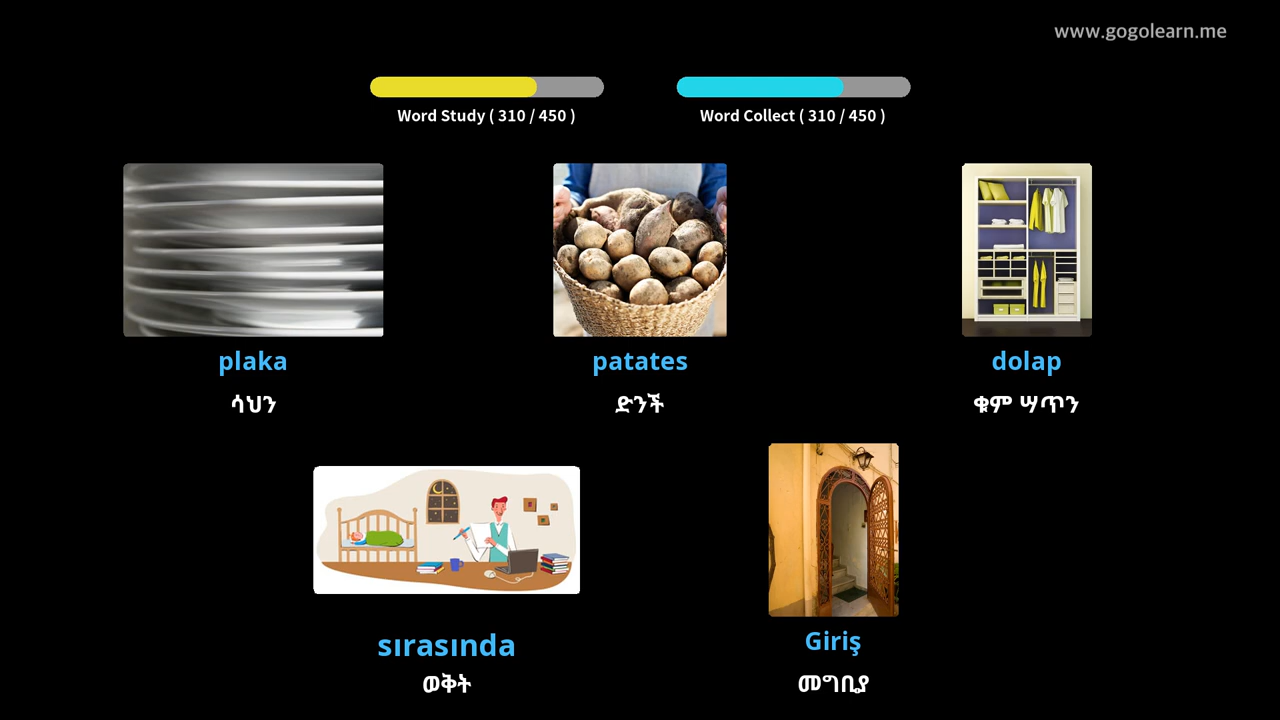 www.gogolearn.me
Word Study ( 310 / 450 )
Word Collect ( 310 / 450 )
plaka
ሳህን
patates
ድንች
dolap
ቁም ሣጥን
sırasında
ወቅት
Giriş
መግቢያ